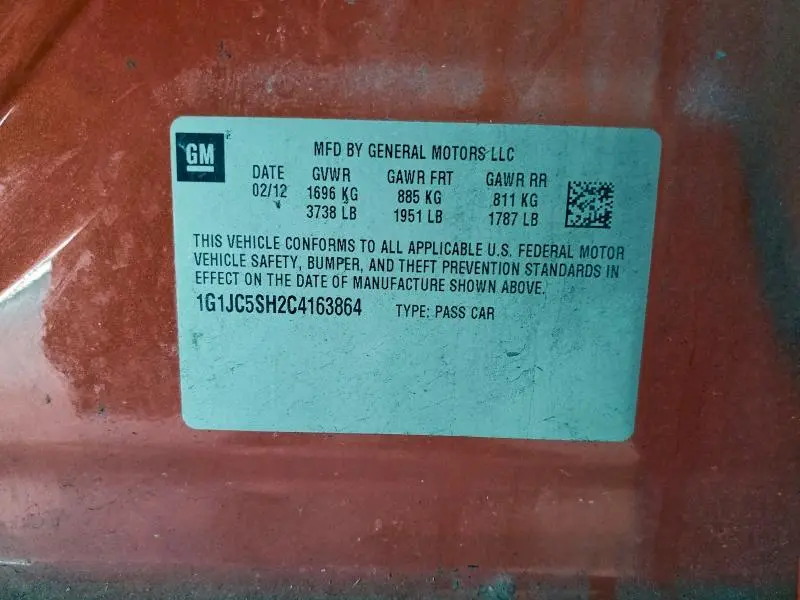 GM
MFD BY GENERAL MOTORS LLC
DATE GVWR GAWR FRT GAWR RR
02/12 1696 KG 885 KG 811 KG
3738 LB 1951 LB 1787 LB
THIS VEHICLE CONFORMS TO ALL APPLICABLE U.S. FEDERAL MOTOR
VEHICLE SAFETY, BUMPER, AND THEFT PREVENTION STANDARDS IN
EFFECT ON THE DATE OF MANUFACTURE SHOWN ABOVE.
1G1JC5SH2C4163864 TYPE: PASS CAR